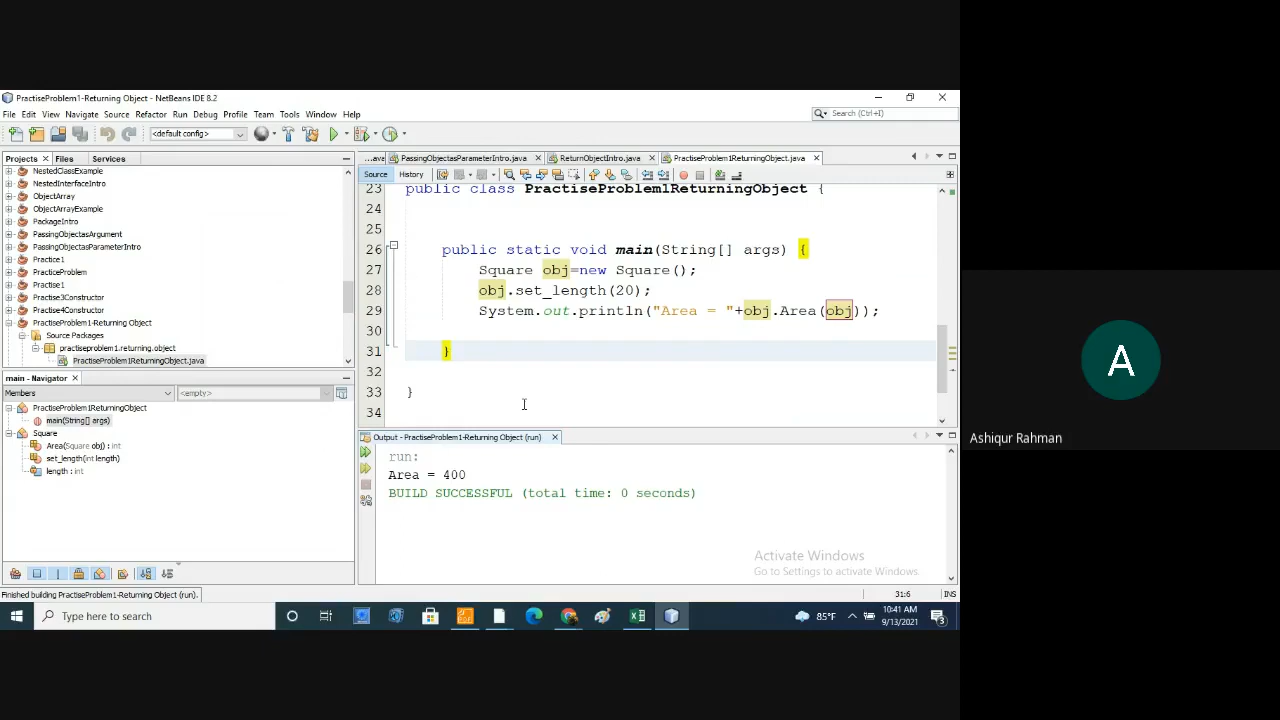 PractiseProblem1-Returning Object - NetBeans IDE 8.2
File Edit View Navigate Source Refactor Run Debug Profile Team Tools Window Help
Search (Ctrl+I)
<default config>
Projects Files Services
NestedClassExample
NestedInterfaceIntro
ObjectArray
ObjectArrayExample
PackageIntro
PassingObjectasArgument
PassingObjectasParameterIntro
Practice1
PracticeProblem
Practise1
Practise3Constructor
Practise4Constructor
PractiseProblem1-Returning Object
Source Packages
practiseproblem1.returning.object
PractiseProblem1ReturningObject.java
main - Navigator
Members
<empty>
PractiseProblem1ReturningObject
main(String[] args)
Square
Area(Square obj) : int
set_length(int length)
length : int
...ava PassingObjectasParameterIntro.java ReturnObjectIntro.java PractiseProblem1ReturningObject.java
Source History
23 public class PractiseProblem1ReturningObject {
24
25
26 public static void main(String[] args) {
27 Square obj=new Square();
28 obj.set_length(20);
29 System.out.println("Area = "+obj.Area(obj));
30
31 }
32
33 }
34
Output - PractiseProblem1-Returning Object (run)
run:
Area = 400
BUILD SUCCESSFUL (total time: 0 seconds)
Activate Windows
Go to Settings to activate Windows.
Finished building PractiseProblem1-Returning Object (run).
31:6 INS
Type here to search
85°F
10:41 AM
9/13/2021
3
A
Ashiqur Rahman